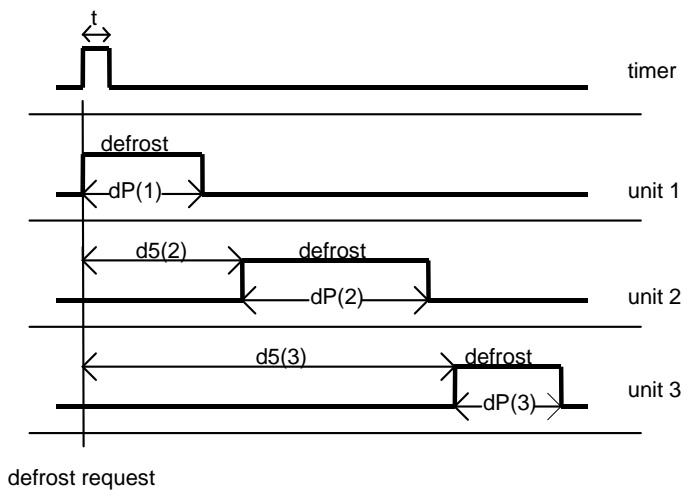 t
timer
defrost
dP(1)
unit 1
d5(2)
defrost
dP(2)
unit 2
d5(3)
defrost
dP(3)
unit 3
defrost request